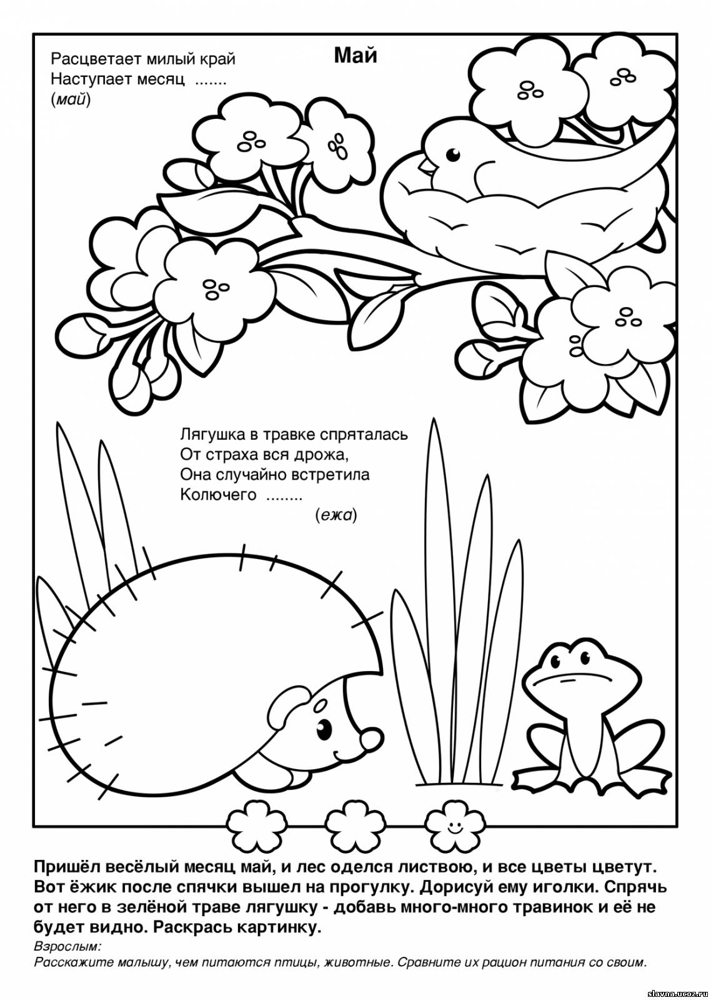 Май
Расцветает милый край
Наступает месяц .......
(май)
Лягушка в травке спряталась
От страха вся дрожа,
Она случайно встретила
Колючего ........
(ежа)
Пришёл весёлый месяц май, и лес оделся листвою, и все цветы цветут.
Вот ёжик после спячки вышел на прогулку. Дорисуй ему иголки. Спрячь
от него в зелёной траве лягушку - добавь много-много травинок и её не
будет видно. Раскрась картинку.
Взрослым:
Расскажите малышу, чем питаются птицы, животные. Сравните их рацион питания со своим.
slavna.ucoz.ru